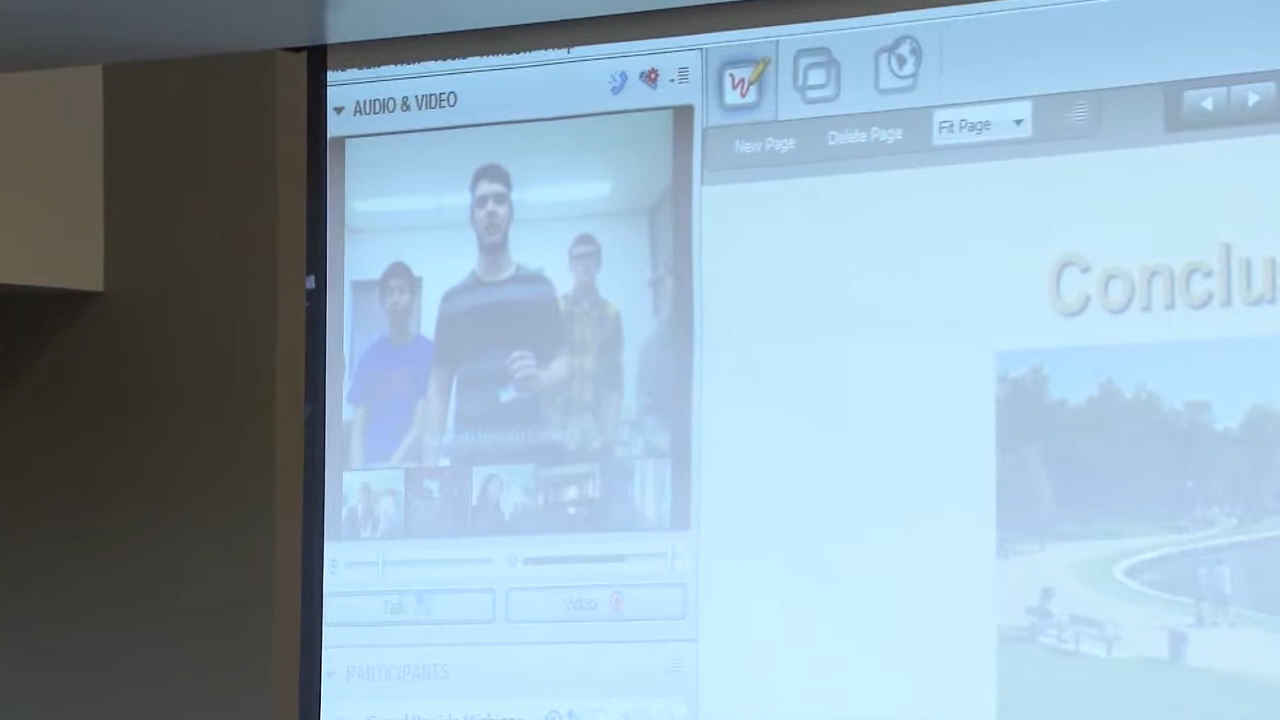 AUDIO & VIDEO
New Page Delete Page Fit Page
Conclu
Talk Video
PARTICIPANTS